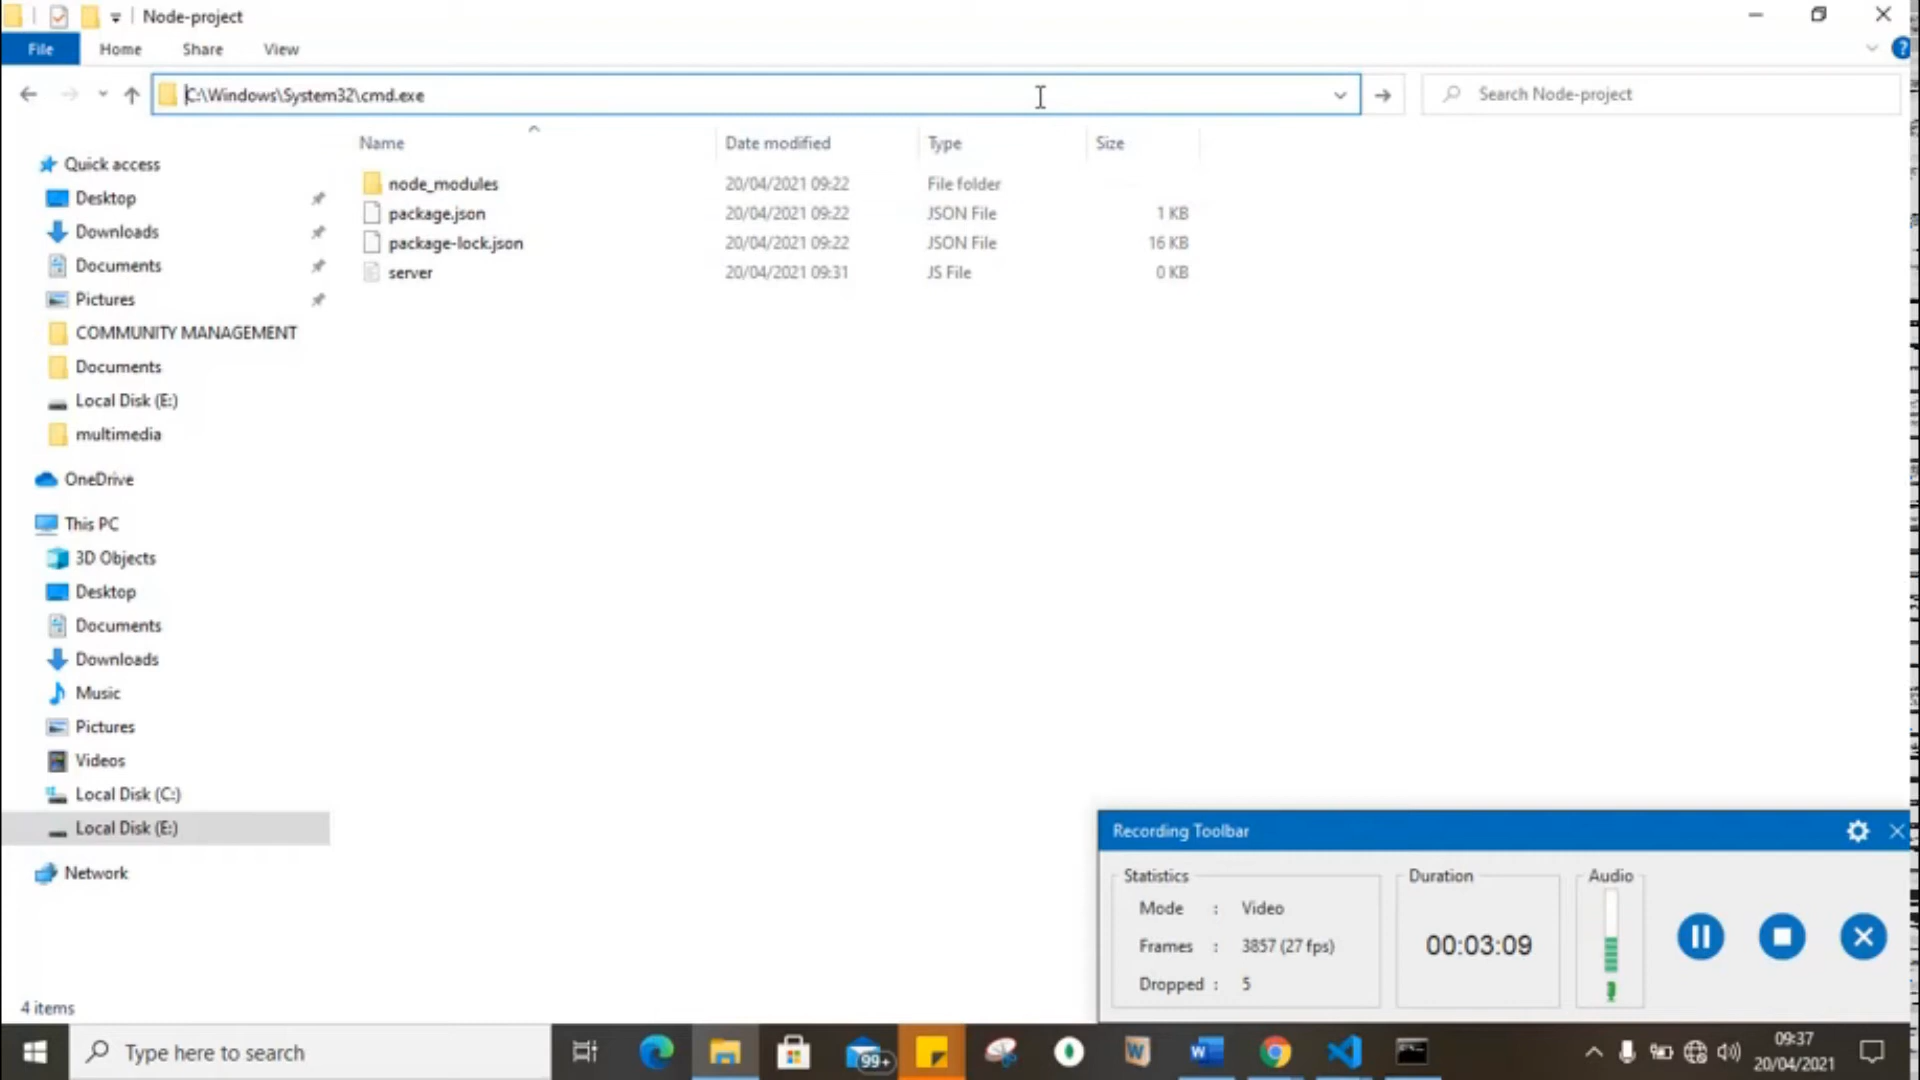 Node-project
File Home Share View
C:\Windows\System32\cmd.exe
Search Node-project
Name Date modified Type Size
Quick access
Desktop
Downloads
Documents
Pictures
COMMUNITY MANAGEMENT
Documents
Local Disk (E:)
multimedia
OneDrive
This PC
3D Objects
Desktop
Documents
Downloads
Music
Pictures
Videos
Local Disk (C:)
Local Disk (E:)
Network
node_modules 20/04/2021 09:22 File folder
package.json 20/04/2021 09:22 JSON File 1 KB
package-lock.json 20/04/2021 09:22 JSON File 16 KB
server 20/04/2021 09:31 JS File 0 KB
4 items
Recording Toolbar
Statistics
Mode : Video
Frames : 3857 (27 fps)
Dropped : 5
Duration
00:03:09
Audio
Type here to search
99+
09:37
20/04/2021